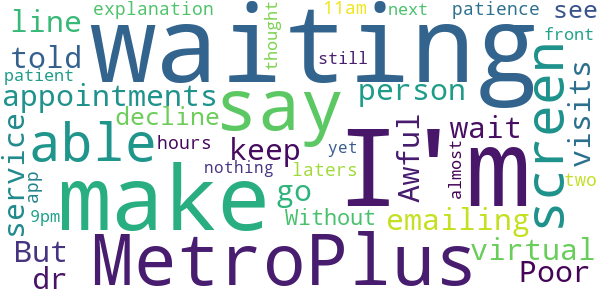 explanation
11am
next
patience
see
line
waiting
thought
front
told
still
patient
screen
appointments
say
person
visits
decline
able
hours
keep
I'm
wait
yet
service
nothing
laters
Awful
almost
app
make
go
two
9pm
Without
emailing
But
MetroPlus
virtual
dr
Poor